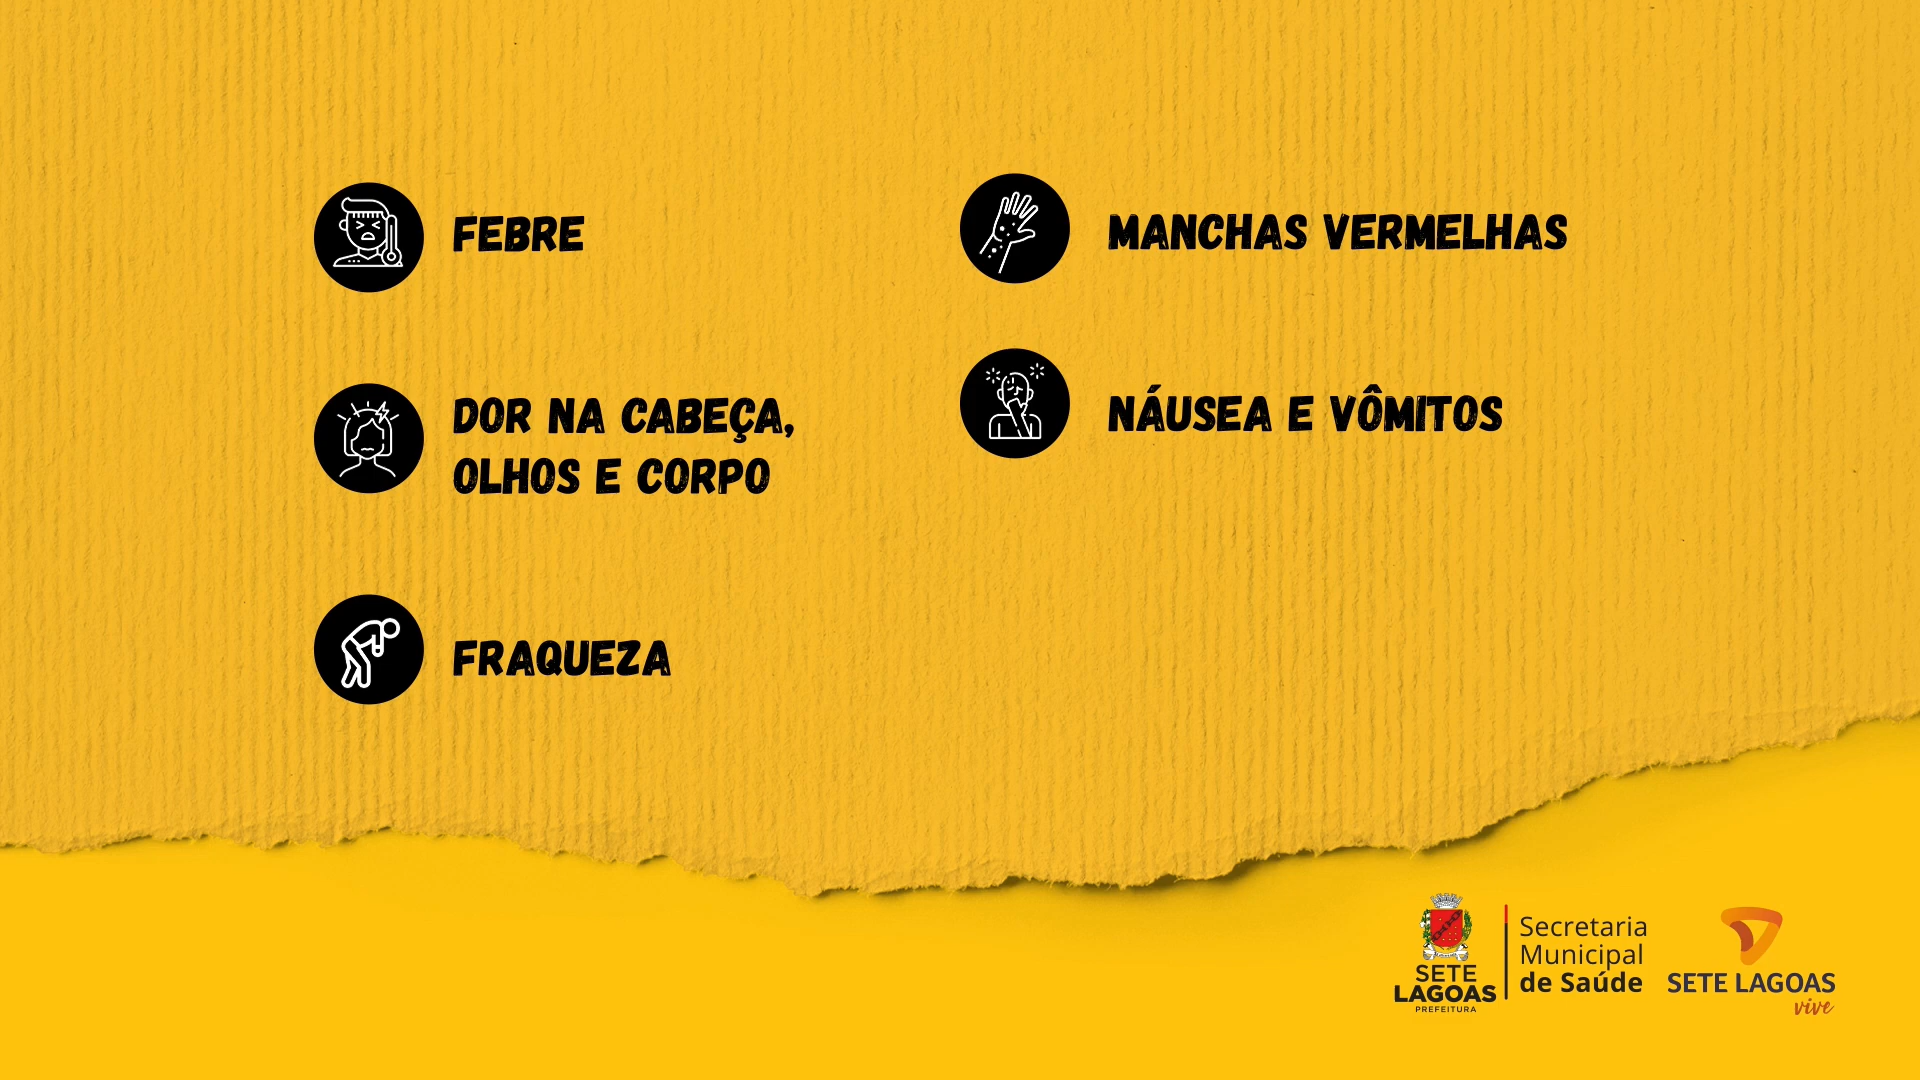 FEBRE
DOR NA CABEÇA,
OLHOS E CORPO
FRAQUEZA
MANCHAS VERMELHAS
NÁUSEA E VÔMITOS
SETE
LAGOAS
PREFEITURA
Secretaria
Municipal
de Saúde
SETE LAGOAS
vive